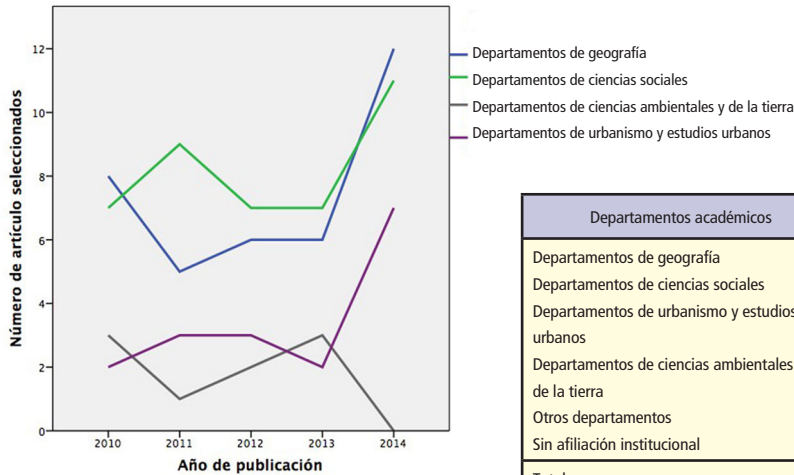 12
10
8
6
4
2
0
Número de artículo seleccionados
2010 2011 2012 2013 2014
Año de publicación
Departamentos de geografía
Departamentos de ciencias sociales
Departamentos de ciencias ambientales y de la tierra
Departamentos de urbanismo y estudios urbanos
Departamentos académicos
Departamentos de geografía
Departamentos de ciencias sociales
Departamentos de urbanismo y estudios
urbanos
Departamentos de ciencias ambientales
de la tierra
Otros departamentos
Sin afiliación institucional